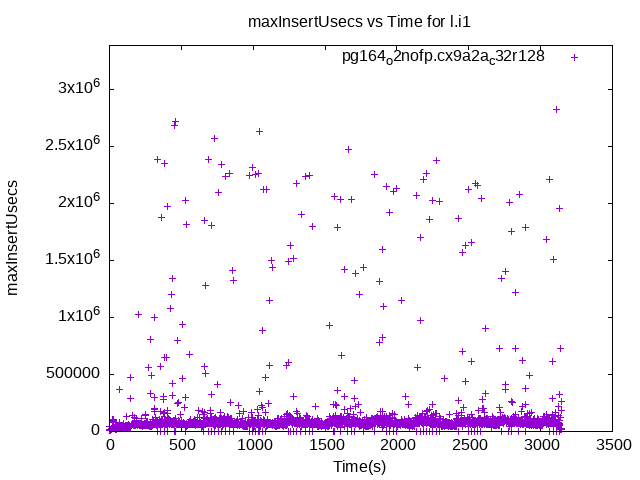 maxInsertUsecs vs Time for l.i1
pg164_o2nofp.cx9a2a_c32r128
3x10^6
2.5x10^6
2x10^6
1.5x10^6
1x10^6
500000
0
maxInsertUsecs
0 500 1000 1500 2000 2500 3000 3500
Time(s)